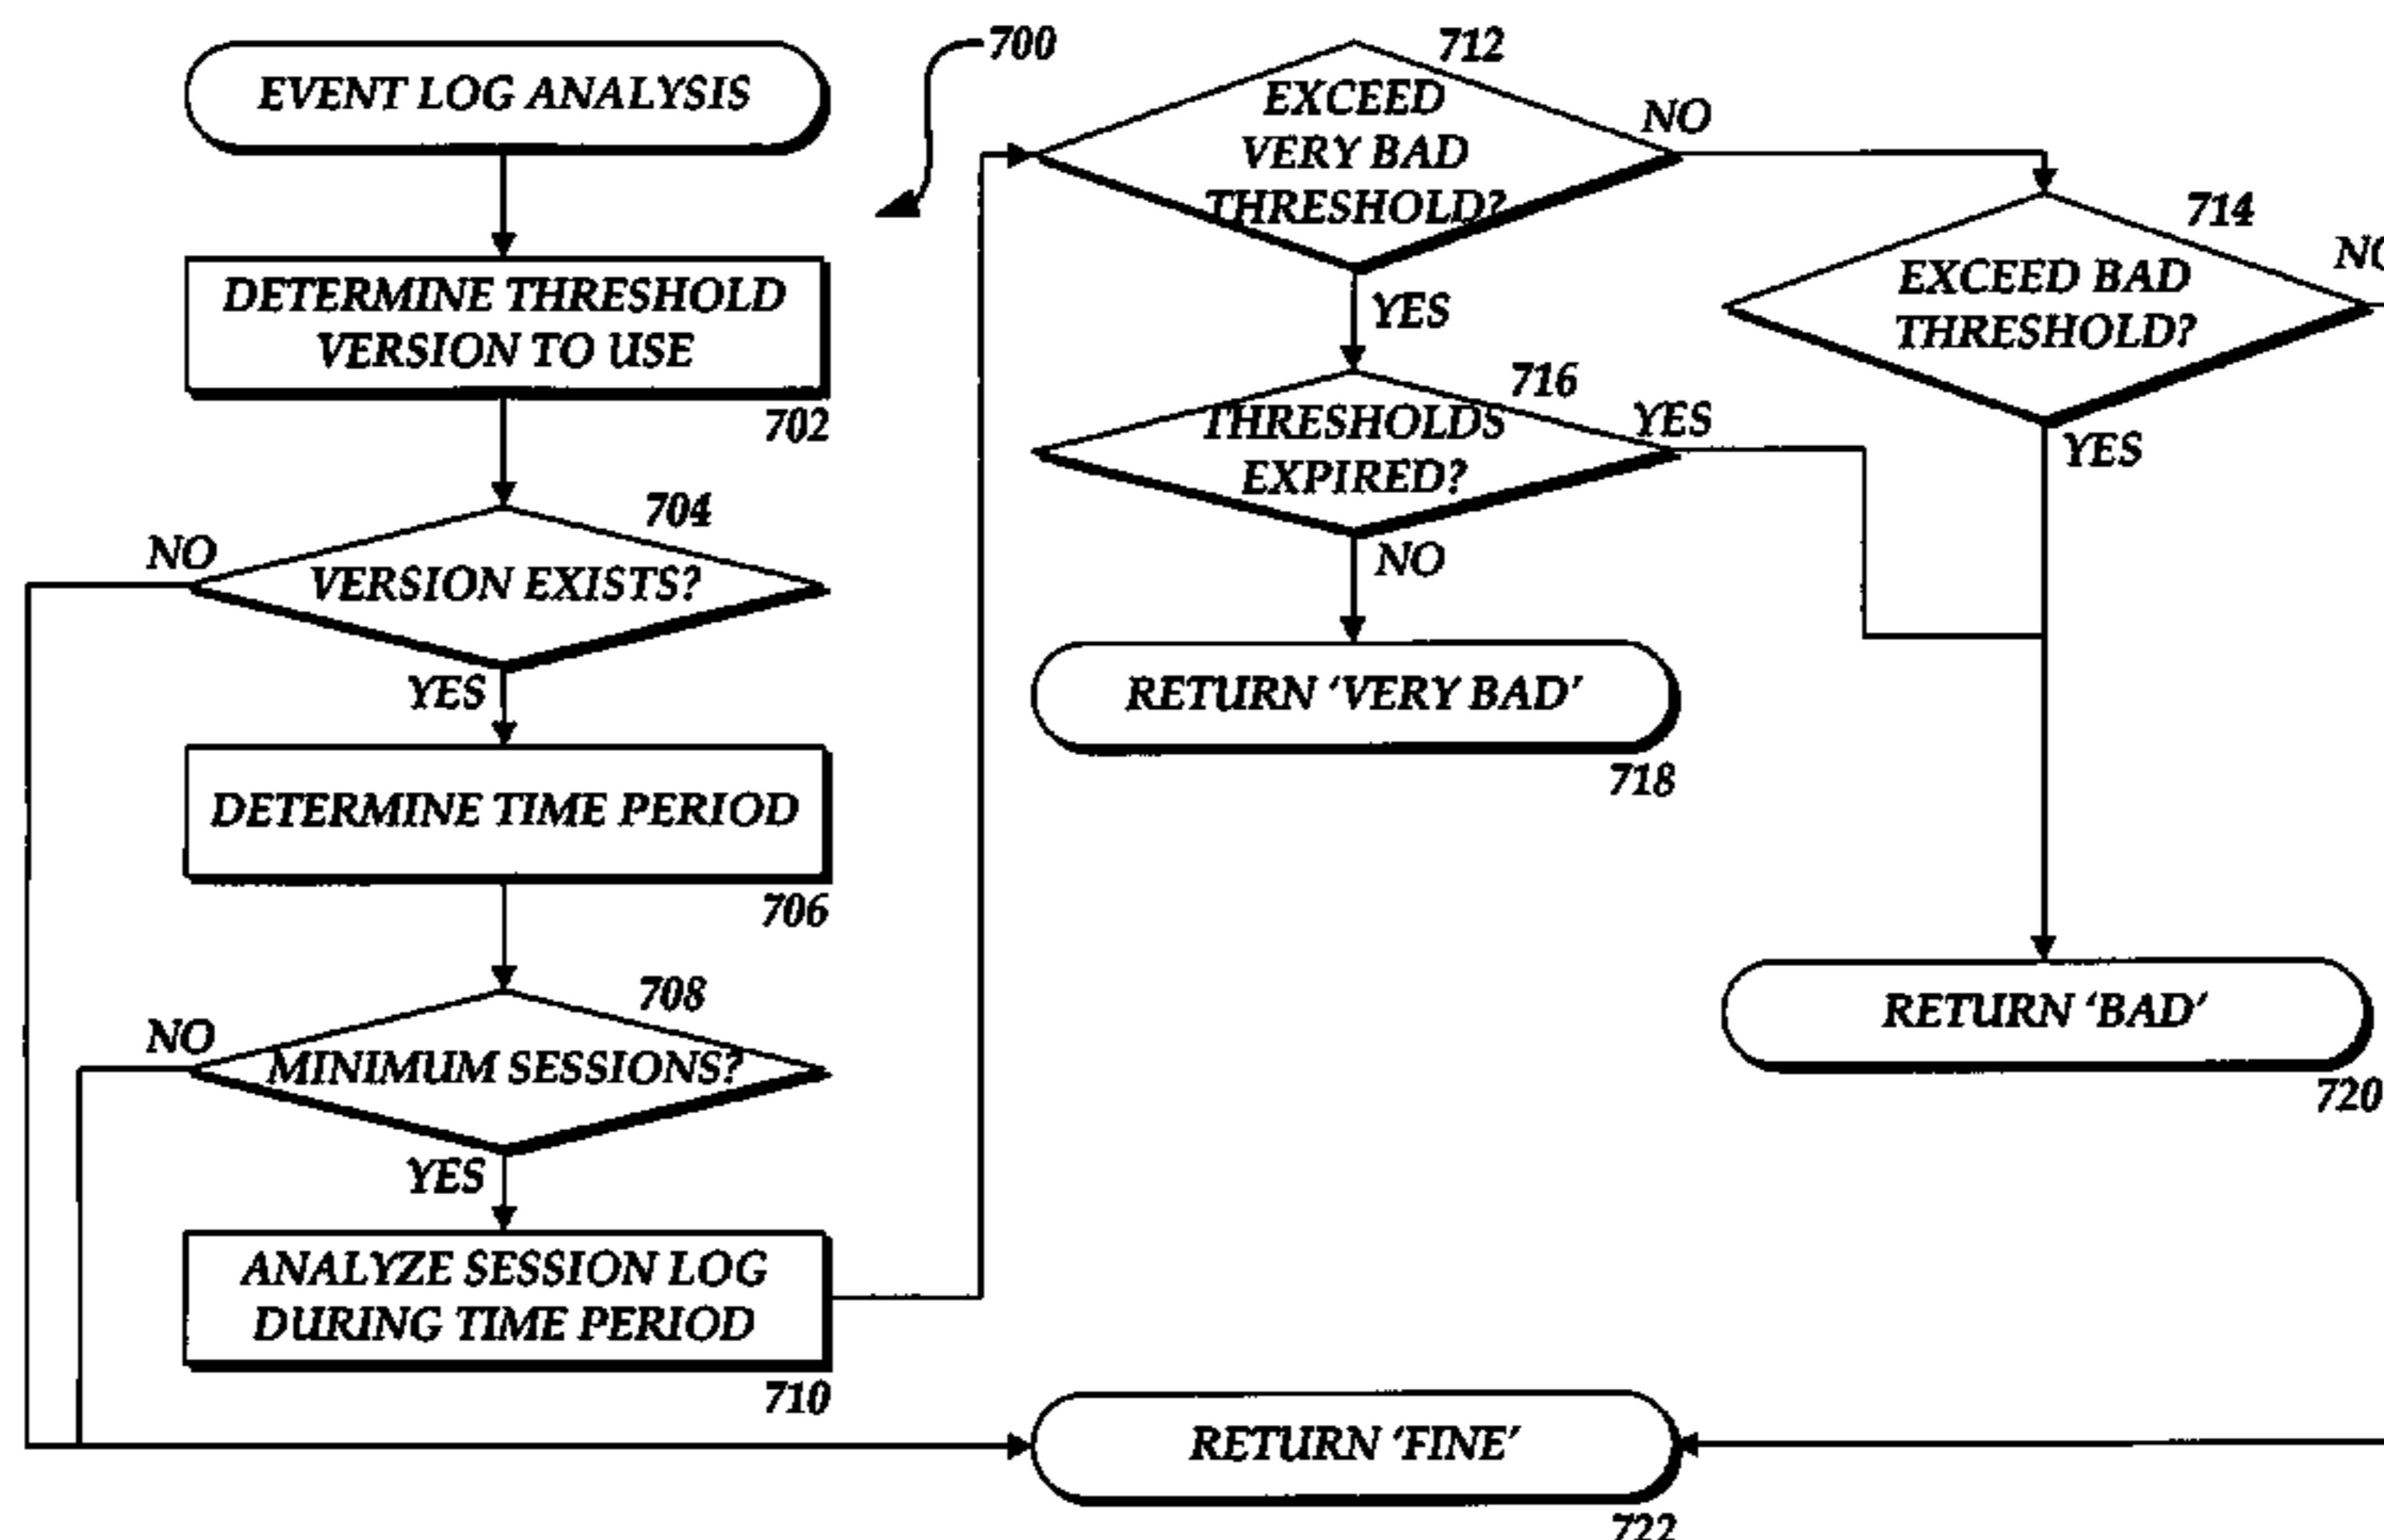 EVENT LOG ANALYSIS
700
DETERMINE THRESHOLD
VERSION TO USE
702
704
NO
VERSION EXISTS?
YES
DETERMINE TIME PERIOD
706
708
NO
MINIMUM SESSIONS?
YES
ANALYZE SESSION LOG
DURING TIME PERIOD
710
712
EXCEED
VERY BAD
THRESHOLD?
NO
YES
714
EXCEED BAD
THRESHOLD?
YES
716
THRESHOLDS
EXPIRED?
YES
NO
RETURN ‘VERY BAD’
718
RETURN ‘BAD’
720
RETURN ‘FINE’
722